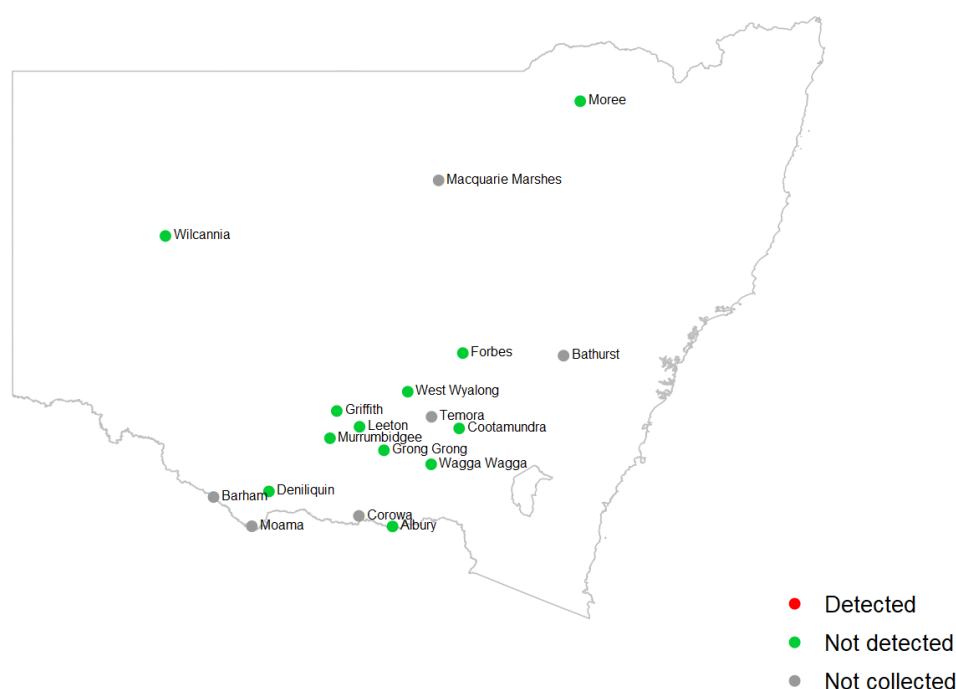 Moree
Macquarie Marshes
Wilcannia
Forbes
Bathurst
West Wyalong
Griffith
Temora
Leeton
Cootamundra
Murrumbidgee
Grong Grong
Wagga Wagga
Deniliquin
Barham
Corowa
Moama
Albury
Detected
Not detected
Not collected